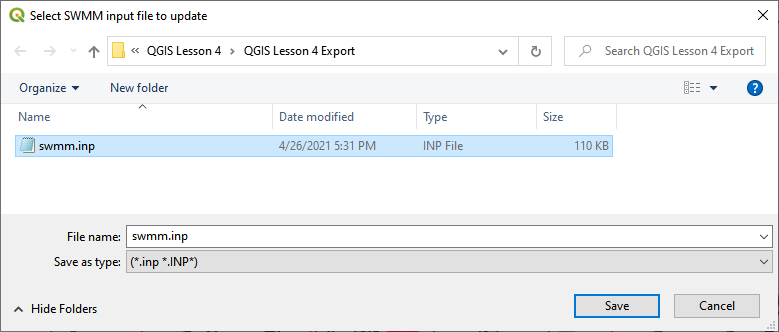 Select SWMM input file to update
« QGIS Lesson 4 › QGIS Lesson 4 Export
Search QGIS Lesson 4 Export
Organize New folder
Name Date modified Type Size
swmm.inp 4/26/2021 5:31 PM INP File 110 KB
File name: swmm.inp
Save as type: (*.inp *.INP*)
Hide Folders Save Cancel